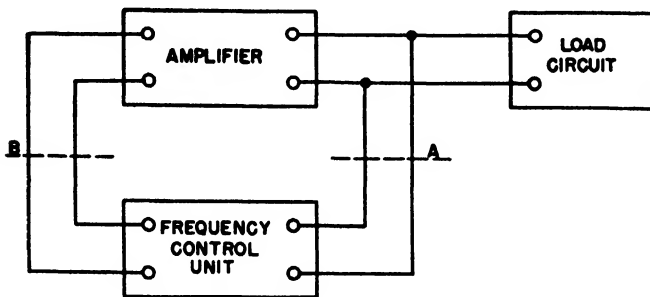 AMPLIFIER
LOAD
CIRCUIT
B
A
FREQUENCY
CONTROL
UNIT